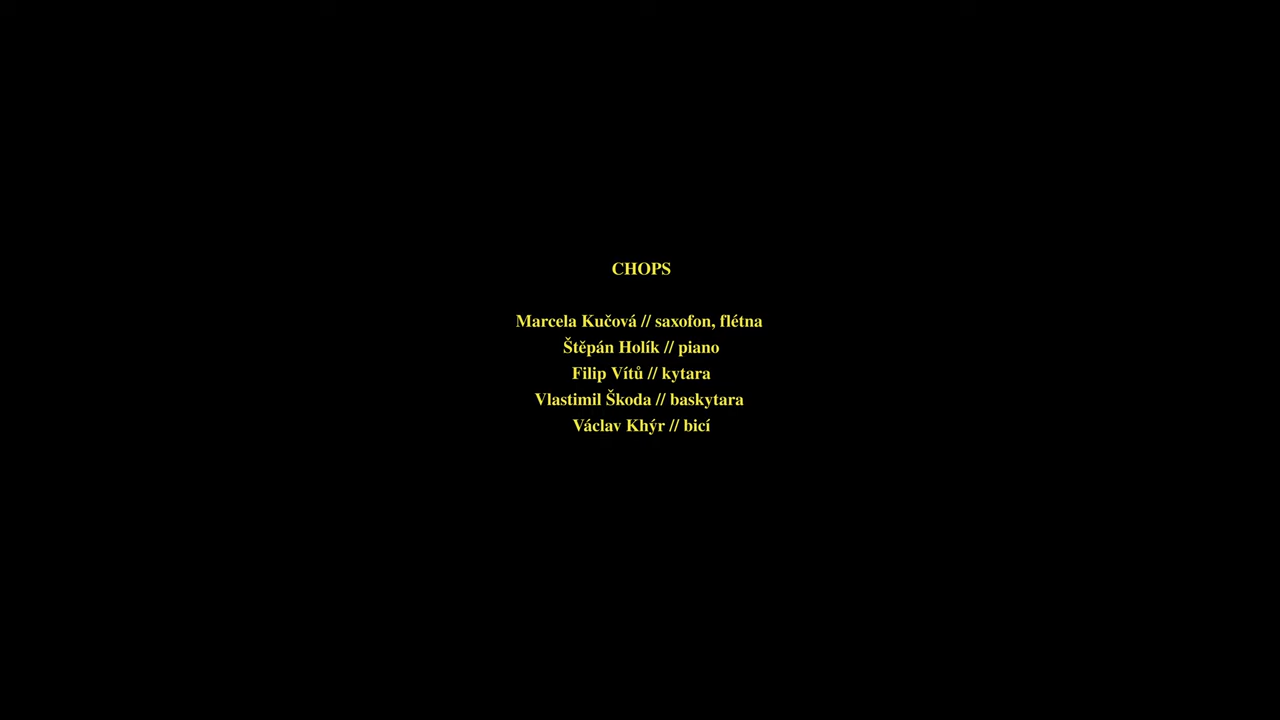 CHOPS
Marcela Kučová // saxofon, flétna
Štěpán Holík // piano
Filip Vítů // kytara
Vlastimil Škoda // baskytara
Václav Khýr // bicí